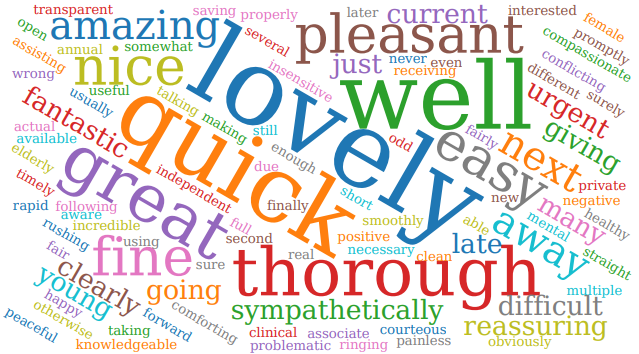 transparent
saving
properly
later
current
interested
open
amazing
several
pleasant
female
promptly
assisting
annual
somewhat
just
never
even
compassionate
conflicting
wrong
nice
lovely
insensitive
receiving
different
surely
useful
talking
well
urgent
fantastic
usually
quick
making
still
odd
fairly
giving
actual
available
great
enough
easy
next
elderly
due
timely
independent
short
private
rapid
following
finally
new
many
negative
healthy
aware
incredible
full
smoothly
able
away
mental
rushing
using
second
positive
late
straight
fair
fine
sure
real
necessary
clean
clearly
thorough
young
going
multiple
happy
sympathetically
difficult
otherwise
forward
comforting
reassuring
peaceful
taking
clinical
associate
courteous
knowledgeable
problematic
ringing
painless
obviously